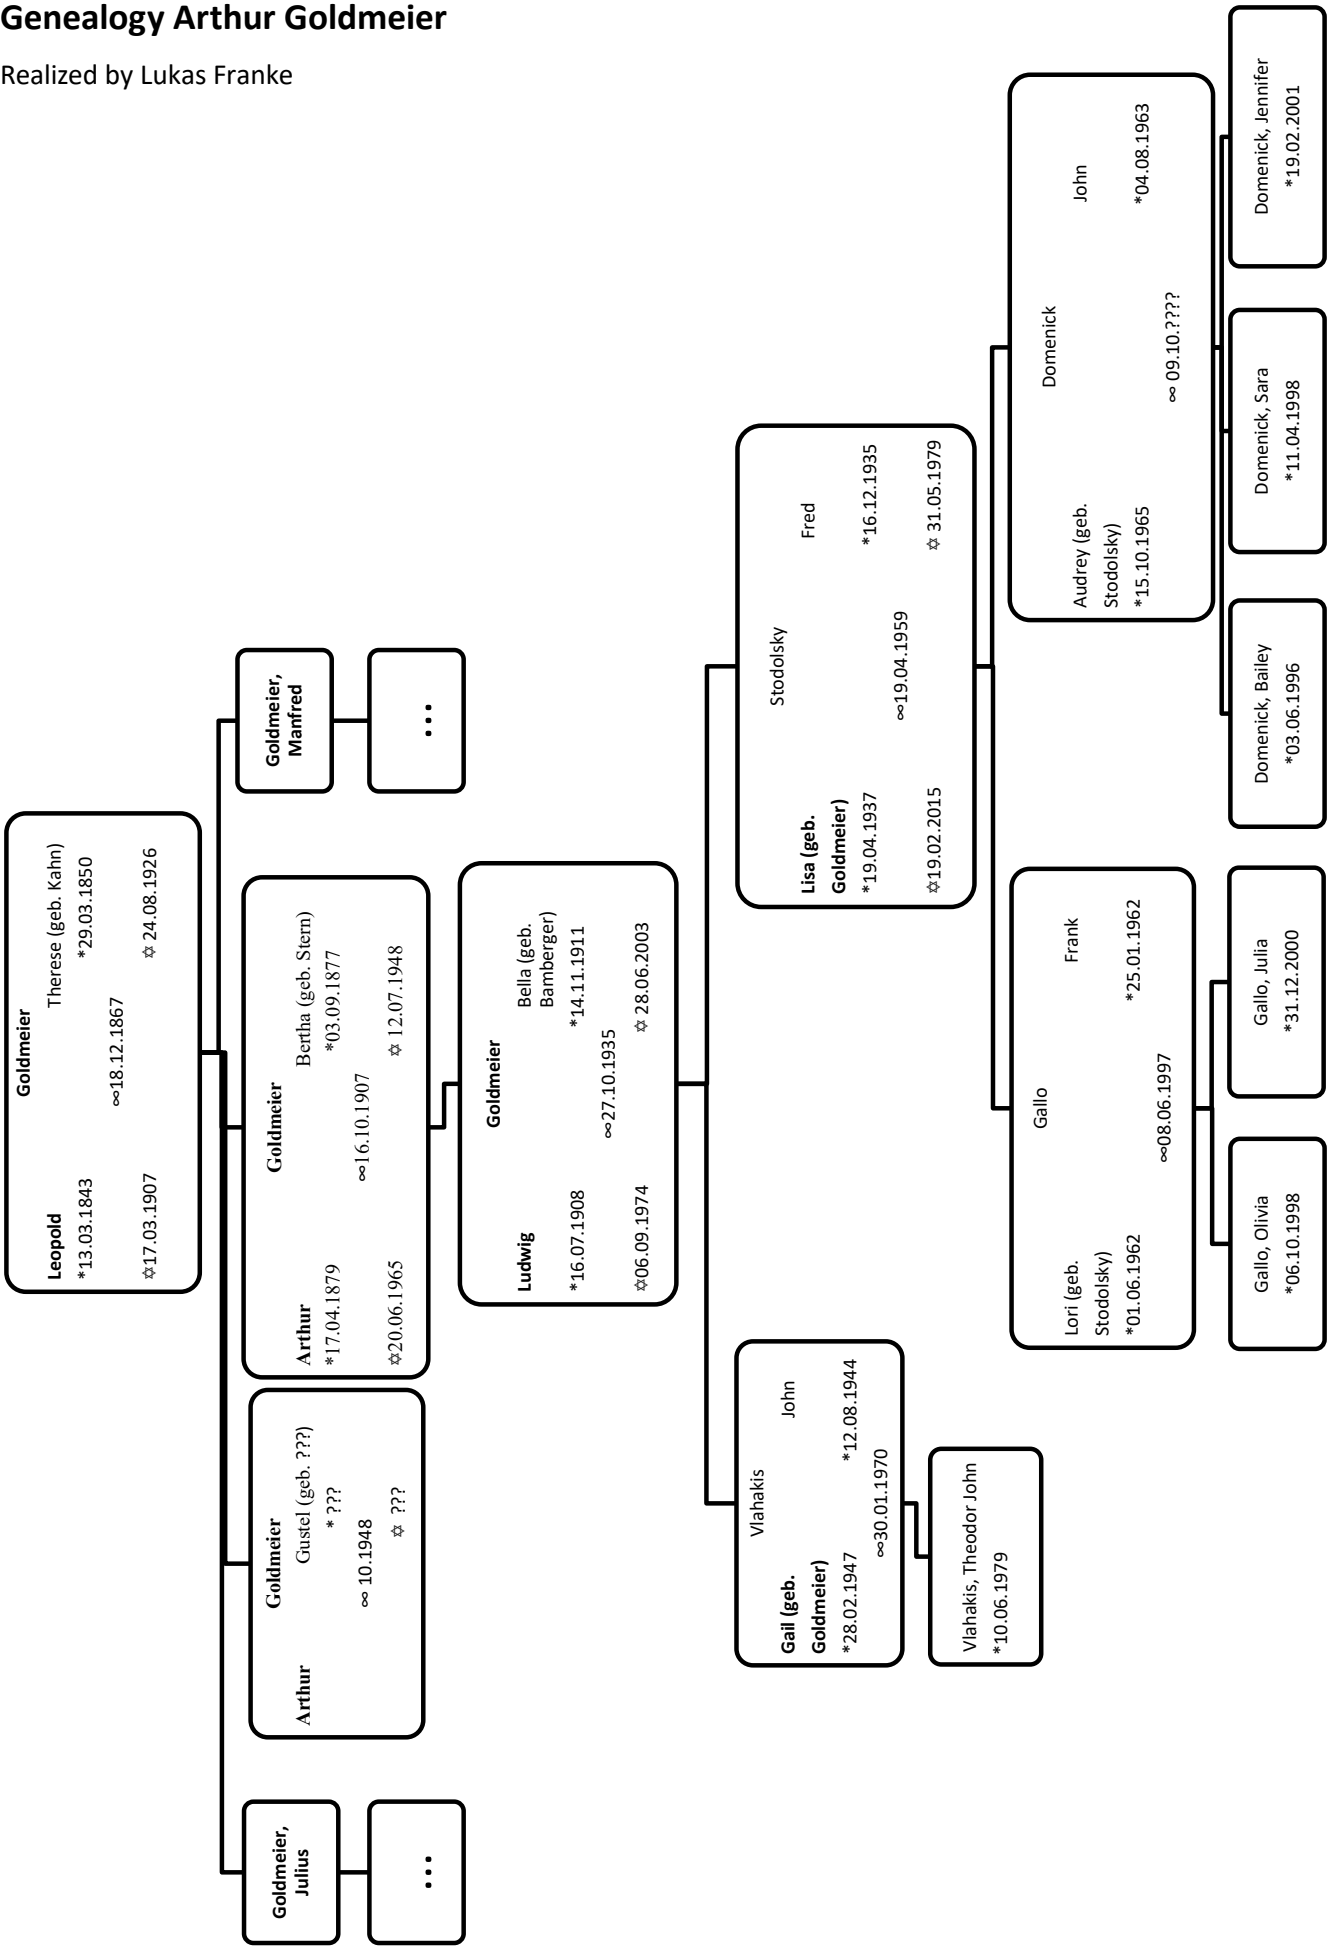 Genealogy Arthur Goldmeier
Realized by Lukas Franke
Goldmeier
Leopold
Therese (geb. Kahn)
*13.03.1843
*29.03.1850
∞18.12.1867
✡17.03.1907
✡ 24.08.1926
Goldmeier,
Julius
...
Goldmeier
Arthur
Gustel (geb. ???)
* ???
∞ 10.1948
✡ ???
Goldmeier
Arthur
Bertha (geb. Stern)
*17.04.1879
*03.09.1877
∞16.10.1907
✡20.06.1965
✡ 12.07.1948
Goldmeier,
Manfred
...
Goldmeier
Ludwig
Bella (geb.
Bamberger)
*16.07.1908
*14.11.1911
∞27.10.1935
✡06.09.1974
✡ 28.06.2003
Vlahakis
Gail (geb.
Goldmeier)
John
*28.02.1947
*12.08.1944
∞30.01.1970
Vlahakis, Theodor John
*10.06.1979
Stodolsky
Lisa (geb.
Goldmeier)
Fred
*19.04.1937
*16.12.1935
∞19.04.1959
✡19.02.2015
✡ 31.05.1979
Gallo
Lori (geb.
Stodolsky)
Frank
*01.06.1962
*25.01.1962
∞08.06.1997
Gallo, Olivia
*06.10.1998
Gallo, Julia
*31.12.2000
Domenick
Audrey (geb.
Stodolsky)
John
*15.10.1965
*04.08.1963
∞ 09.10.????
Domenick, Bailey
*03.06.1996
Domenick, Sara
*11.04.1998
Domenick, Jennifer
*19.02.2001